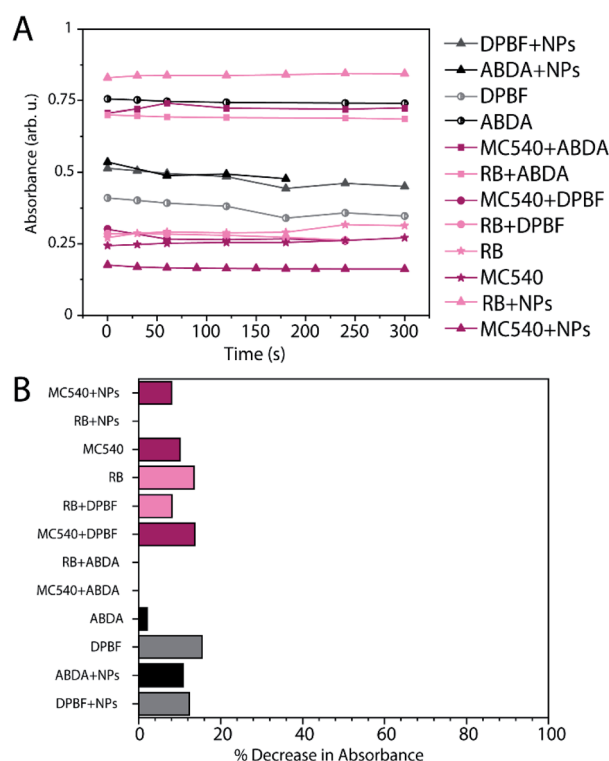 A
1
0.75
0.5
0.25
0
Absorbance (arb. u.)
0 50 100 150 200 250 300
Time (s)
DPBF+NPs
ABDA+NPs
DPBF
ABDA
MC540+ABDA
RB+ABDA
MC540+DPBF
RB+DPBF
RB
MC540
RB+NPs
MC540+NPs
B
MC540+NPs
RB+NPs
MC540
RB
RB+DPBF
MC540+DPBF
RB+ABDA
MC540+ABDA
ABDA
DPBF
ABDA+NPs
DPBF+NPs
0 20 40 60 80 100
% Decrease in Absorbance